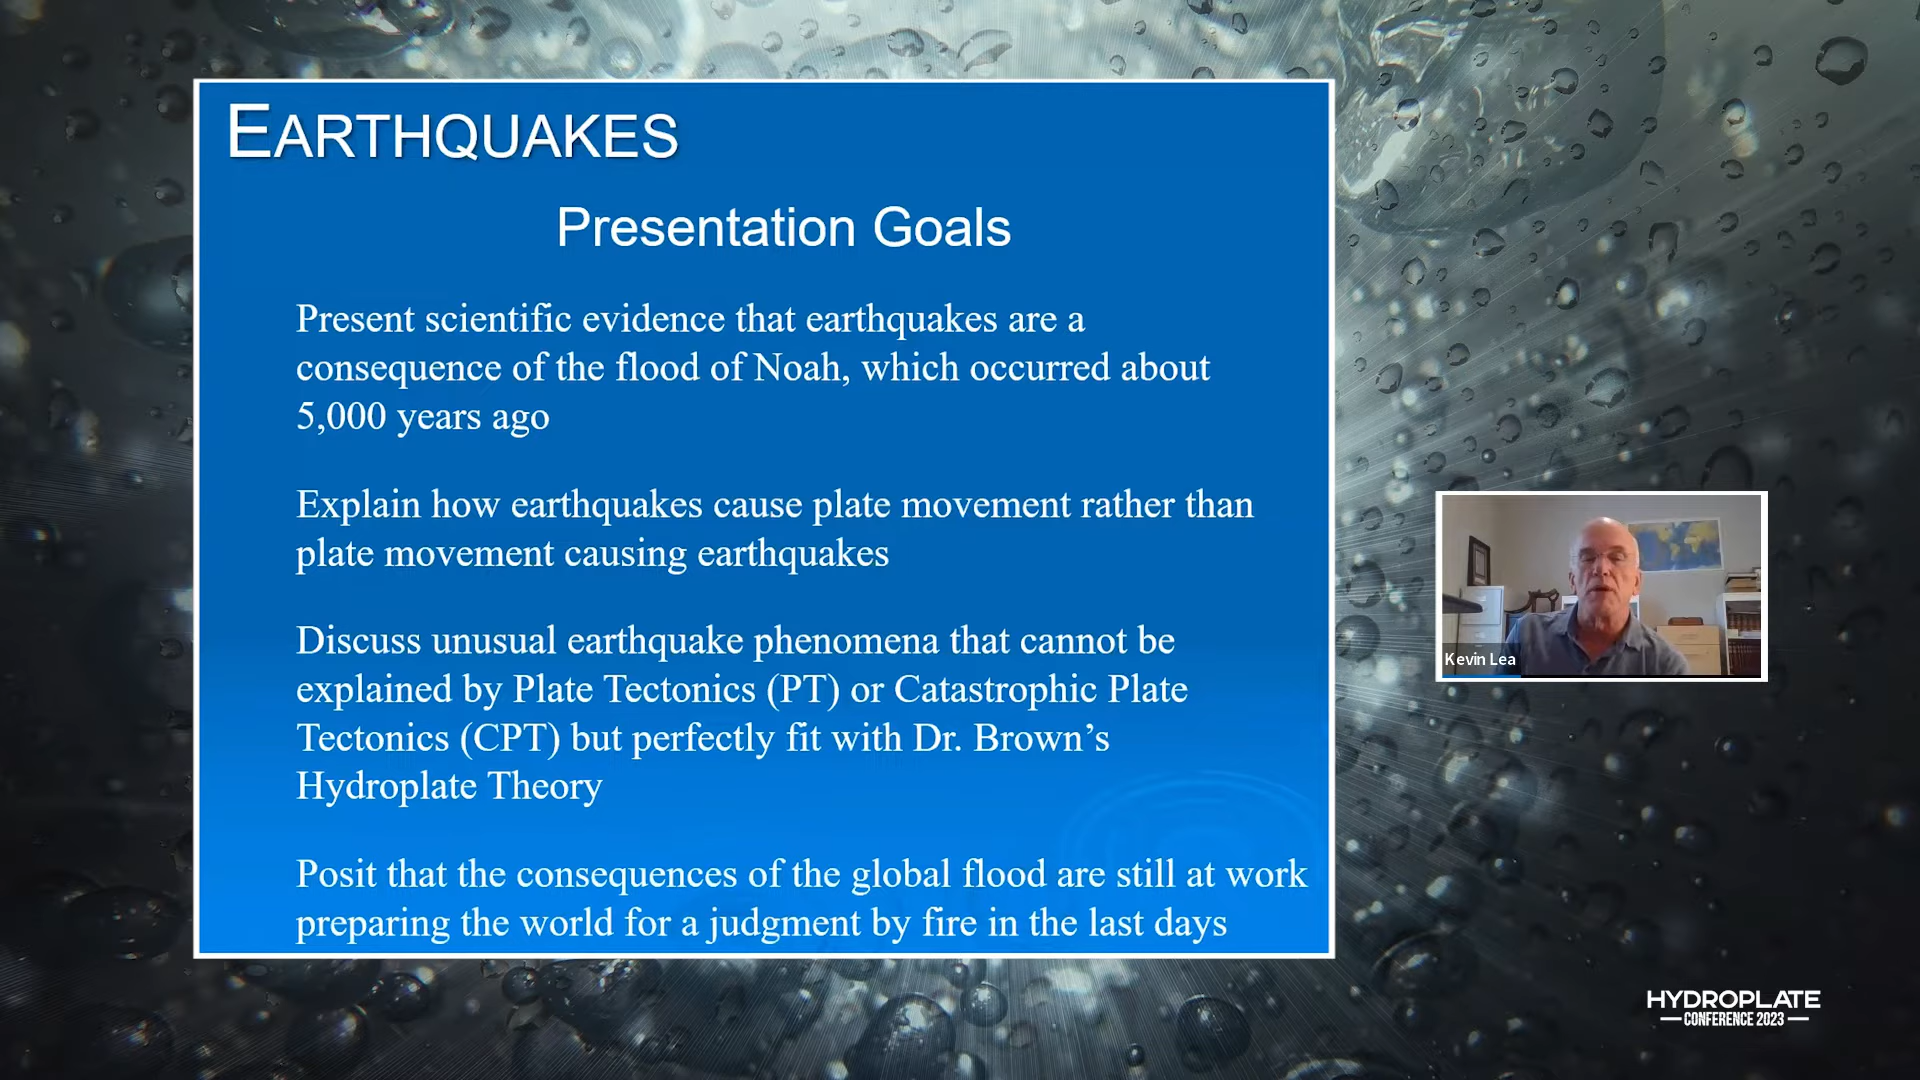 EARTHQUAKES
Presentation Goals
Present scientific evidence that earthquakes are a
consequence of the flood of Noah, which occurred about
5,000 years ago
Explain how earthquakes cause plate movement rather than
plate movement causing earthquakes
Discuss unusual earthquake phenomena that cannot be
explained by Plate Tectonics (PT) or Catastrophic Plate
Tectonics (CPT) but perfectly fit with Dr. Brown’s
Hydroplate Theory
Posit that the consequences of the global flood are still at work
preparing the world for a judgment by fire in the last days
Kevin Lea
HYDROPLATE
CONFERENCE 2023